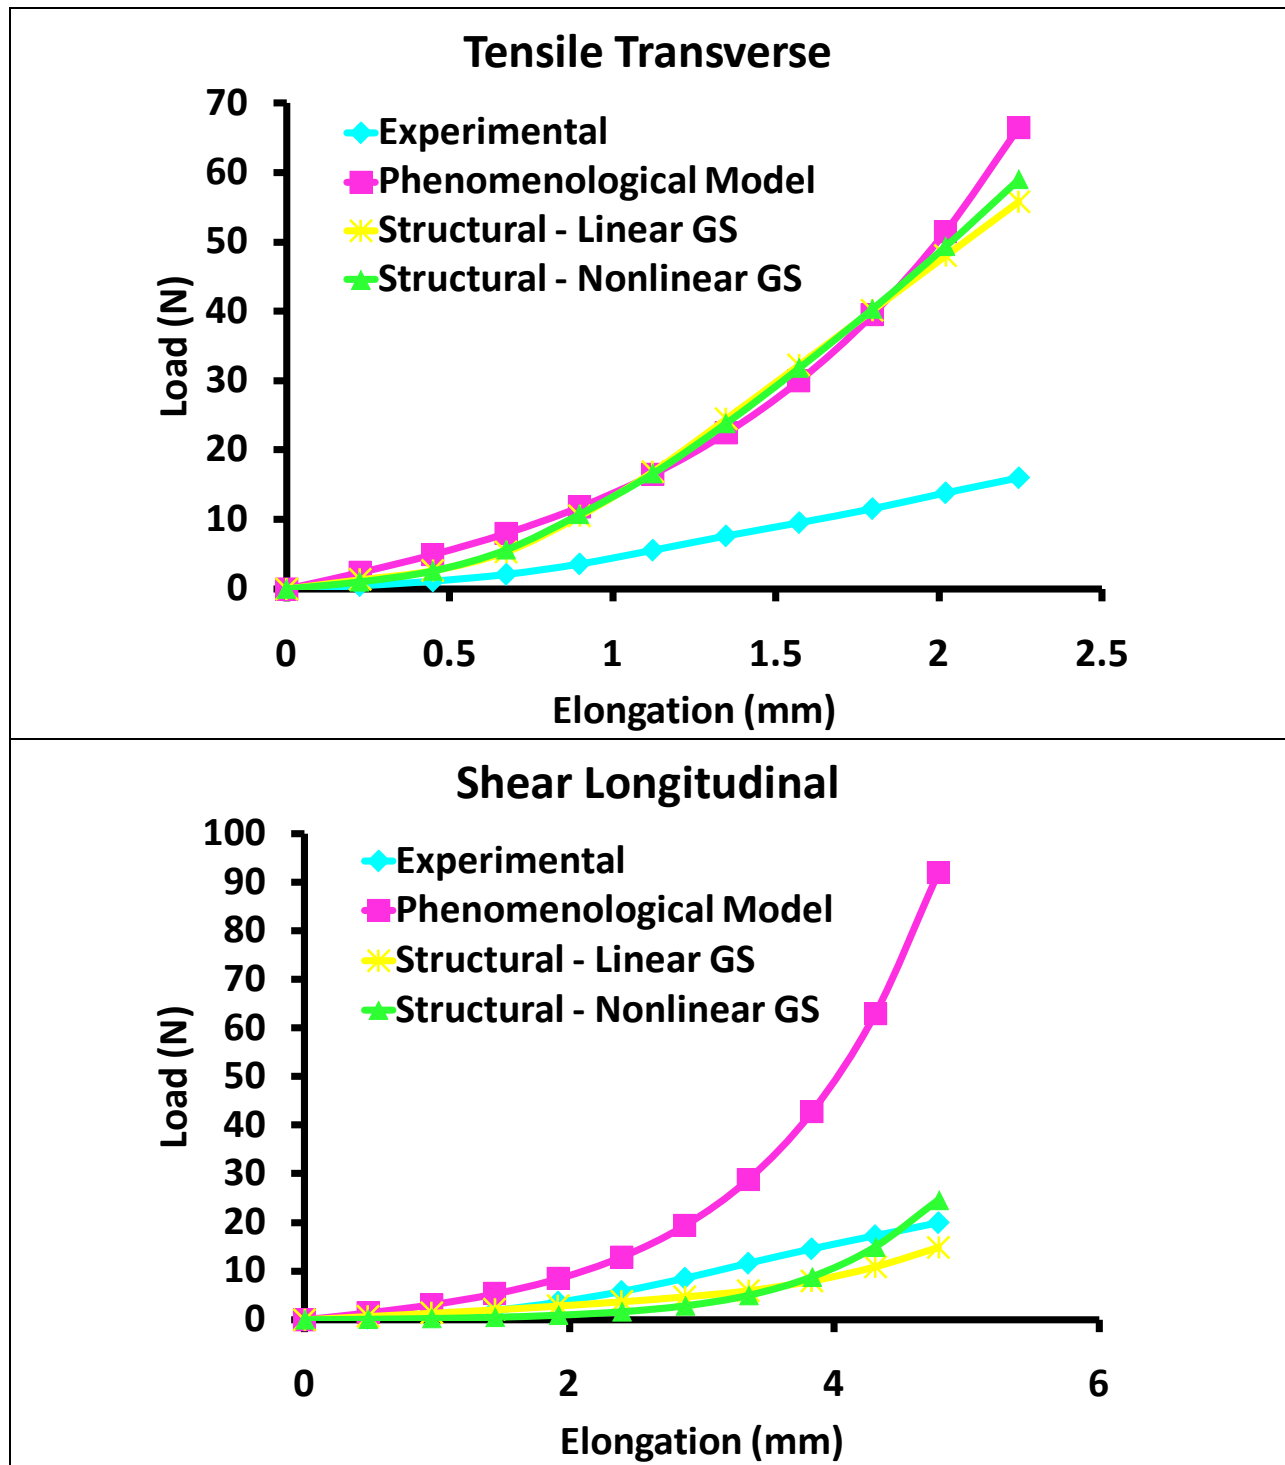 Tensile Transverse
70
60
50
40
30
20
10
0
Load (N)
Experimental
Phenomenological Model
Structural - Linear GS
Structural - Nonlinear GS
0 0.5 1 1.5 2 2.5
Elongation (mm)
Shear Longitudinal
100
90
80
70
60
50
40
30
20
10
0
Load (N)
Experimental
Phenomenological Model
Structural - Linear GS
Structural - Nonlinear GS
0 2 4 6
Elongation (mm)